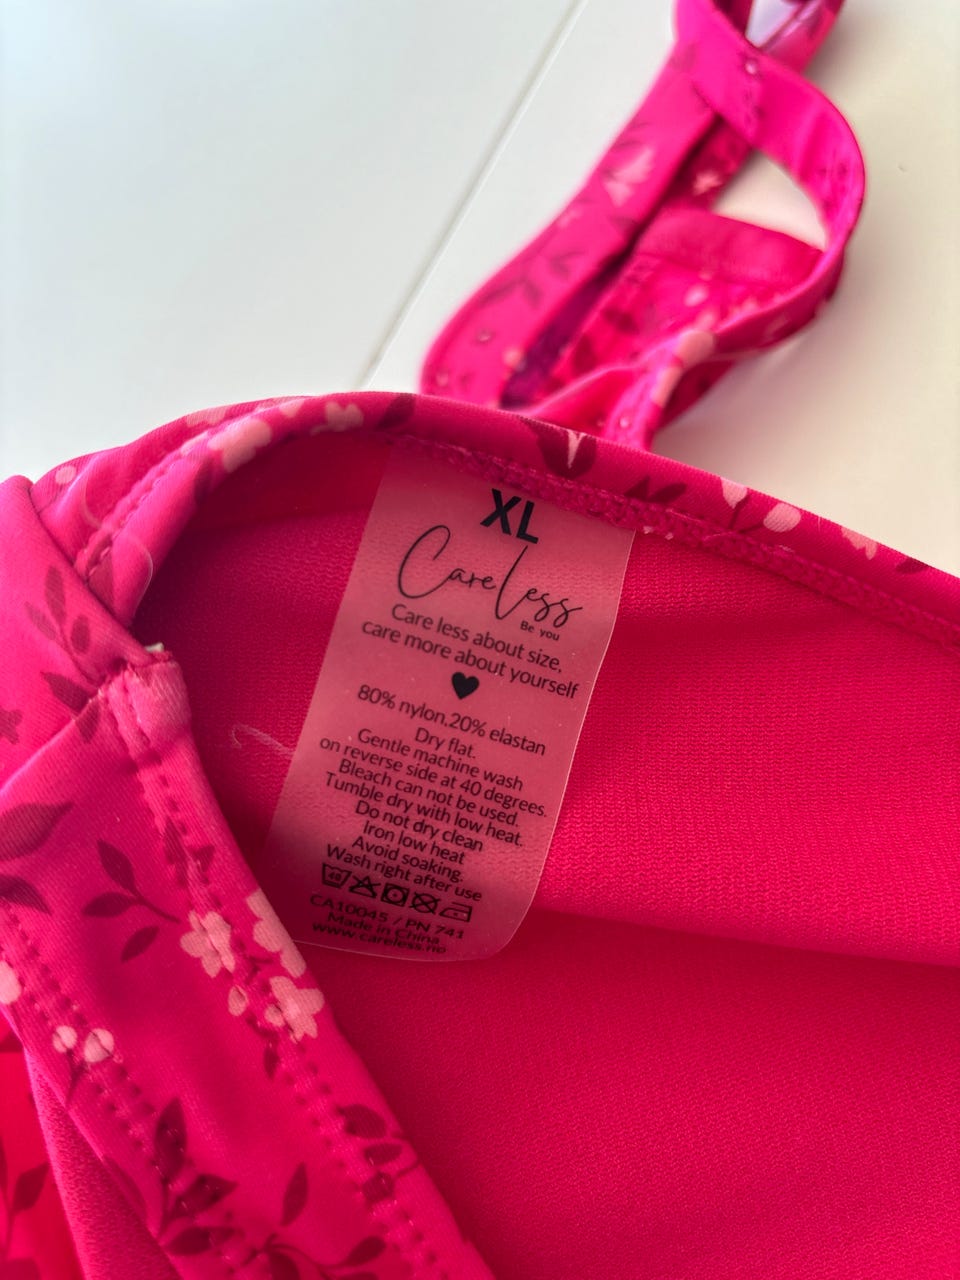 XL
CareLess
Be you
Care less about size,
care more about yourself
80% nylon.20% elastan
Dry flat.
Gentle machine wash
on reverse side at 40 degrees.
Bleach can not be used.
Tumble dry with low heat.
Do not dry clean
Iron low heat
Avoid soaking.
Wash right after use
40
CA10045 / PN 741
Made in China
www.careless.no